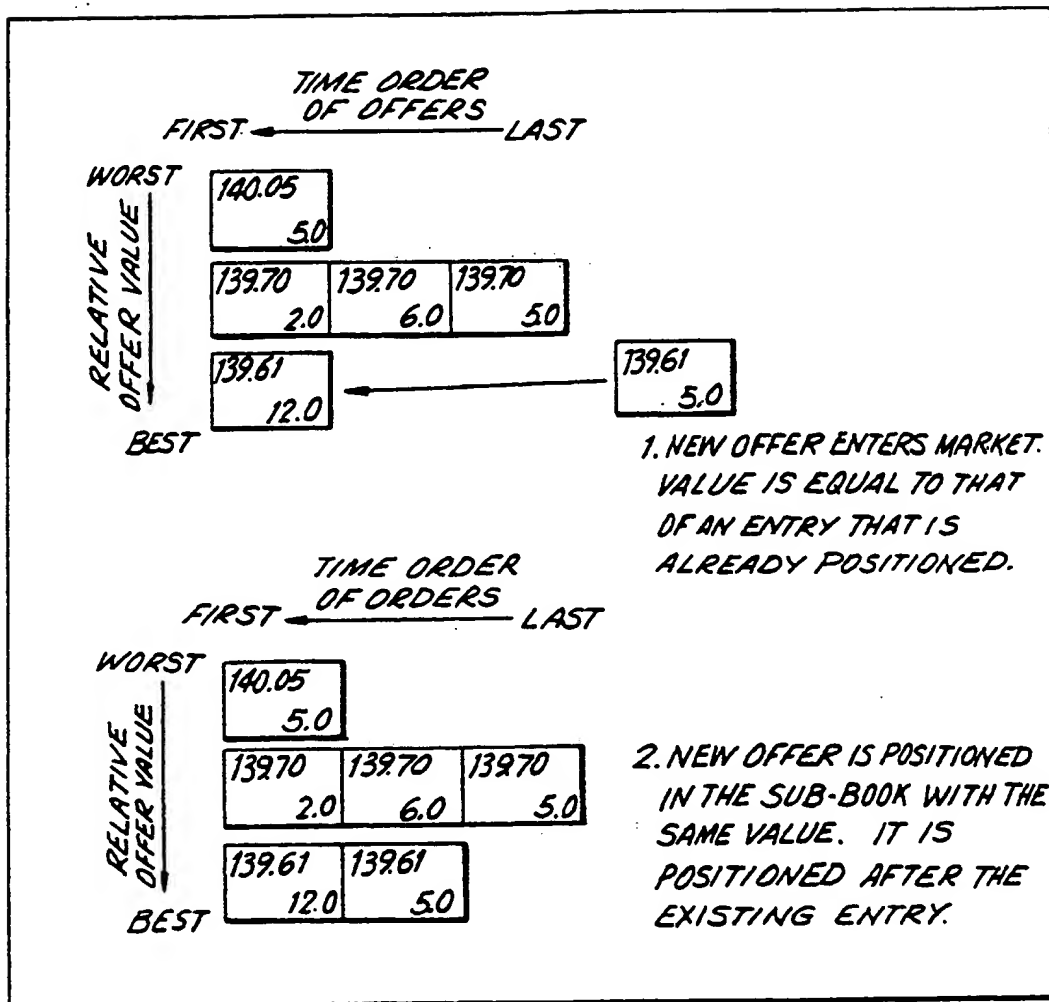 TIME ORDER
OF OFFERS
FIRST LAST
WORST
RELATIVE
OFFER VALUE
140.05
5.0
139.70 139.70 139.70
2.0 6.0 5.0
139.61 139.61
12.0 5.0
BEST
1. NEW OFFER ENTERS MARKET.
VALUE IS EQUAL TO THAT
OF AN ENTRY THAT IS
ALREADY POSITIONED.
TIME ORDER
OF ORDERS
FIRST LAST
WORST
RELATIVE
OFFER VALUE
140.05
5.0
139.70 139.70 139.70
2.0 6.0 5.0
139.61 139.61
12.0 5.0
BEST
2. NEW OFFER IS POSITIONED
IN THE SUB-BOOK WITH THE
SAME VALUE. IT IS
POSITIONED AFTER THE
EXISTING ENTRY.